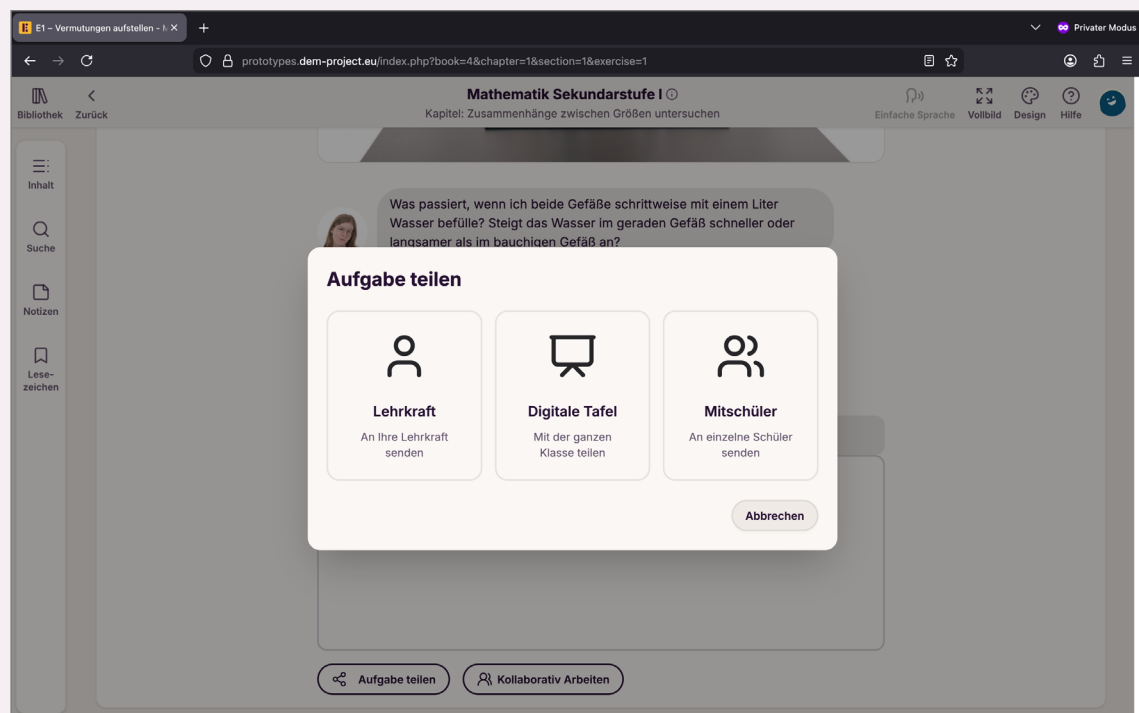 E1 – Vermutungen aufstellen - M
Privater Modus
prototypes.dem-project.eu/index.php?book=4&chapter=1&section=1&exercise=1
Bibliothek
Zurück
Mathematik Sekundarstufe I
Kapitel: Zusammenhänge zwischen Größen untersuchen
Einfache Sprache
Vollbild
Design
Hilfe
Inhalt
Suche
Notizen
Lese-
zeichen
Was passiert, wenn ich beide Gefäße schrittweise mit einem Liter
Wasser befülle? Steigt das Wasser im geraden Gefäß schneller oder
langsamer als im bauchigen Gefäß an?
Aufgabe teilen
Lehrkraft
An Ihre Lehrkraft
senden
Digitale Tafel
Mit der ganzen
Klasse teilen
Mitschüler
An einzelne Schüler
senden
Abbrechen
Aufgabe teilen
Kollaborativ Arbeiten